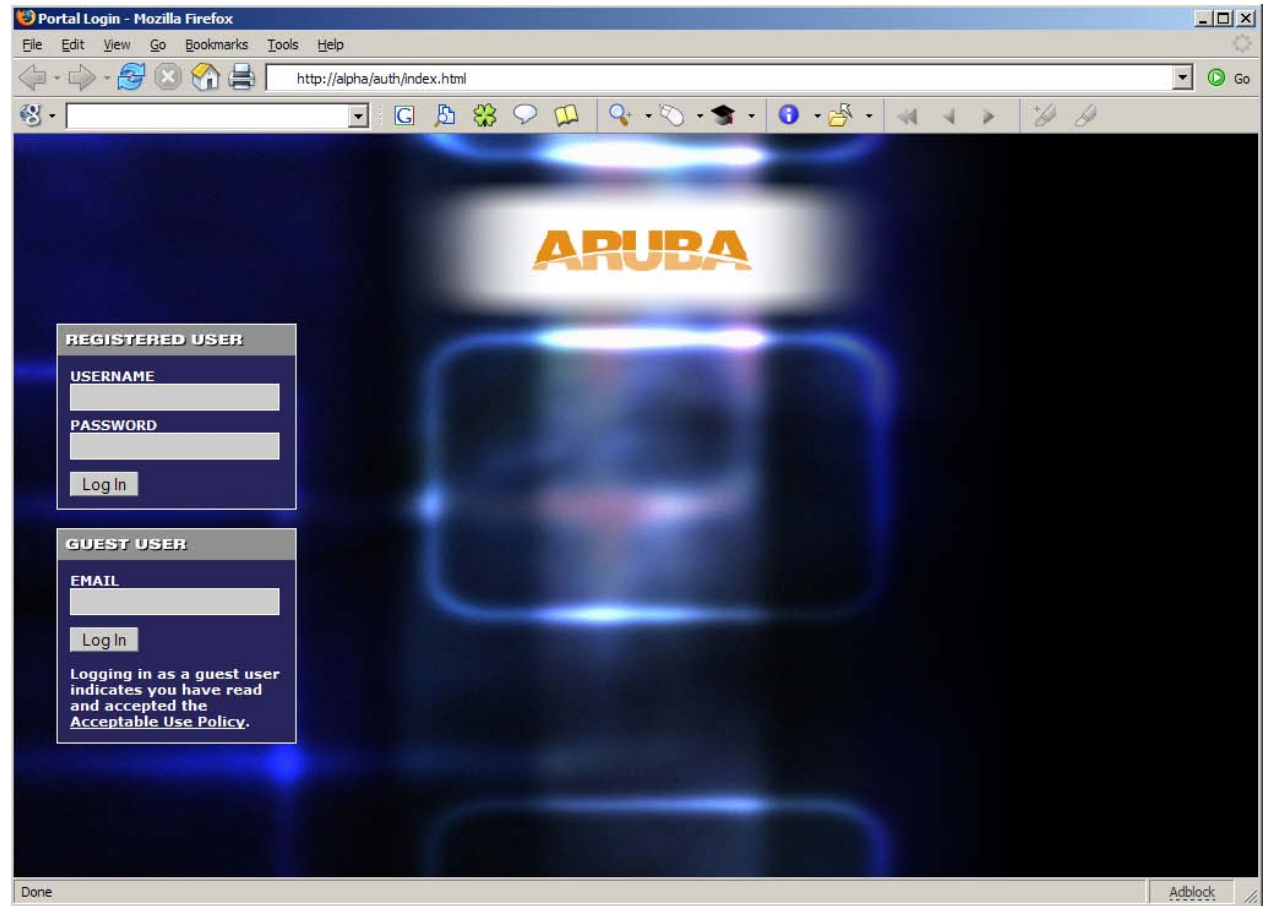 Portal Login - Mozilla Firefox
File Edit View Go Bookmarks Tools Help
http://alpha/auth/index.html
Go
ARUBA
REGISTERED USER
USERNAME
PASSWORD
Log In
GUEST USER
EMAIL
Log In
Logging in as a guest user
indicates you have read
and accepted the
Acceptable Use Policy.
Done
Adblock